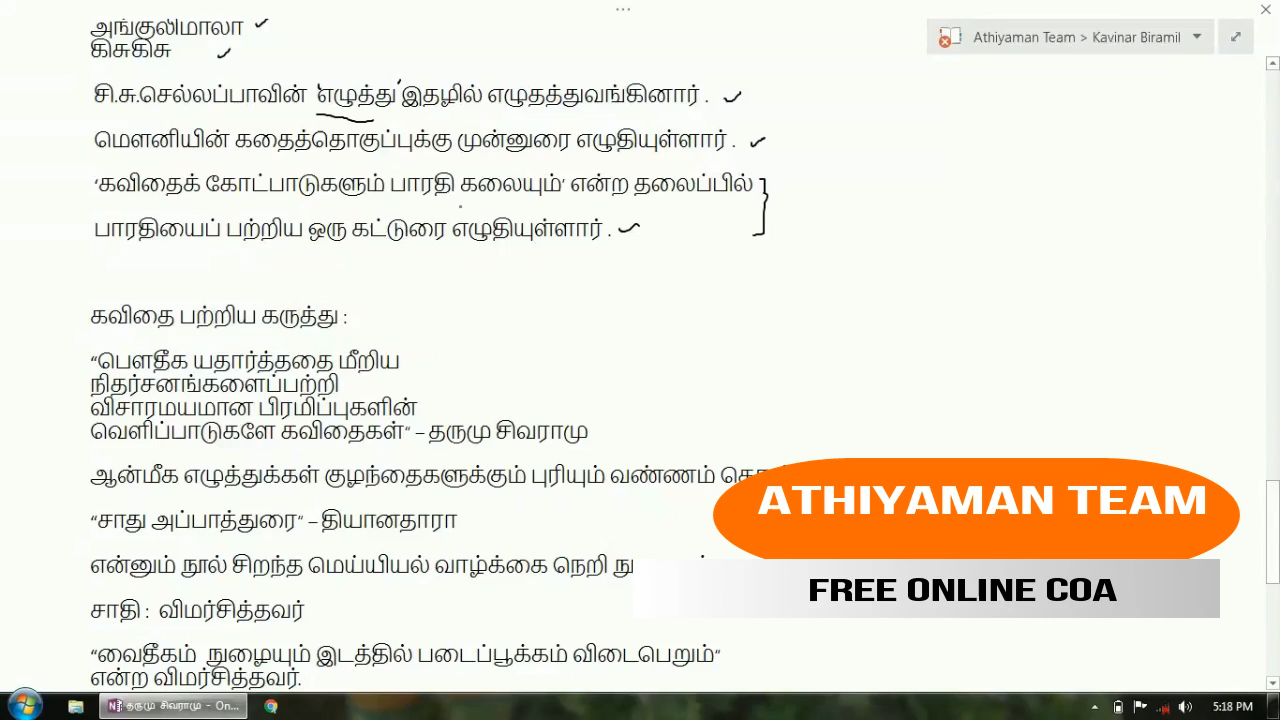 அங்குலிமாலா
கிசுகிசு
சி.சு.செல்லப்பாவின் 'எழுத்து' இதழில் எழுதத்துவங்கினார் .
மௌனியின் கதைத்தொகுப்புக்கு முன்னுரை எழுதியுள்ளார் .
‘கவிதைக் கோட்பாடுகளும் பாரதி கலையும்’ என்ற தலைப்பில்
பாரதியைப் பற்றிய ஒரு கட்டுரை எழுதியுள்ளார் .
கவிதை பற்றிய கருத்து :
“பௌதீக யதார்த்ததை மீறிய
நிதர்சனங்களைப்பற்றி
விசாரமயமான பிரமிப்புகளின்
வெளிப்பாடுகளே கவிதைகள்“ – தருமு சிவராமு
ஆன்மீக எழுத்துக்கள் குழந்தைகளுக்கும் புரியும் வண்ணம்
“சாது அப்பாத்துரை“ – தியானதாரா
என்னும் நூல் சிறந்த மெய்யியல் வாழ்க்கை நெறி
சாதி : விமர்சித்தவர்
“வைதீகம் நுழையும் இடத்தில் படைப்பூக்கம் விடைபெறும்“
என்ற விமர்சித்தவர்.
Athiyaman Team > Kavinar Biramil
ATHIYAMAN TEAM
FREE ONLINE COA
தருமு சிவராமு - On...
5:18 PM